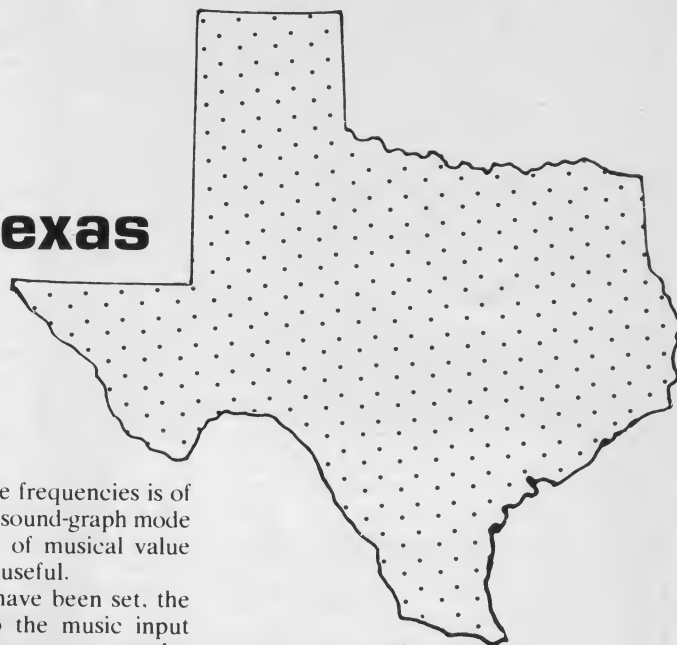 exas
e frequencies is of
sound-graph mode
of musical value
useful.
have been set, the
the music input